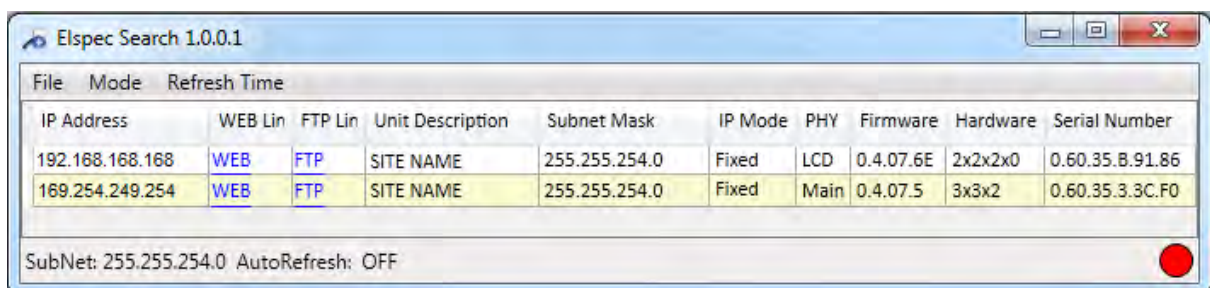 Elspec Search 1.0.0.1
File Mode Refresh Time
IP Address WEB Lin FTP Lin Unit Description Subnet Mask IP Mode PHY Firmware Hardware Serial Number
192.168.168.168 WEB FTP SITE NAME 255.255.254.0 Fixed LCD 0.4.07.6E 2x2x2x0 0.60.35.B.91.86
169.254.249.254 WEB FTP SITE NAME 255.255.254.0 Fixed Main 0.4.07.5 3x3x2 0.60.35.3.3C.F0
SubNet: 255.255.254.0 AutoRefresh: OFF